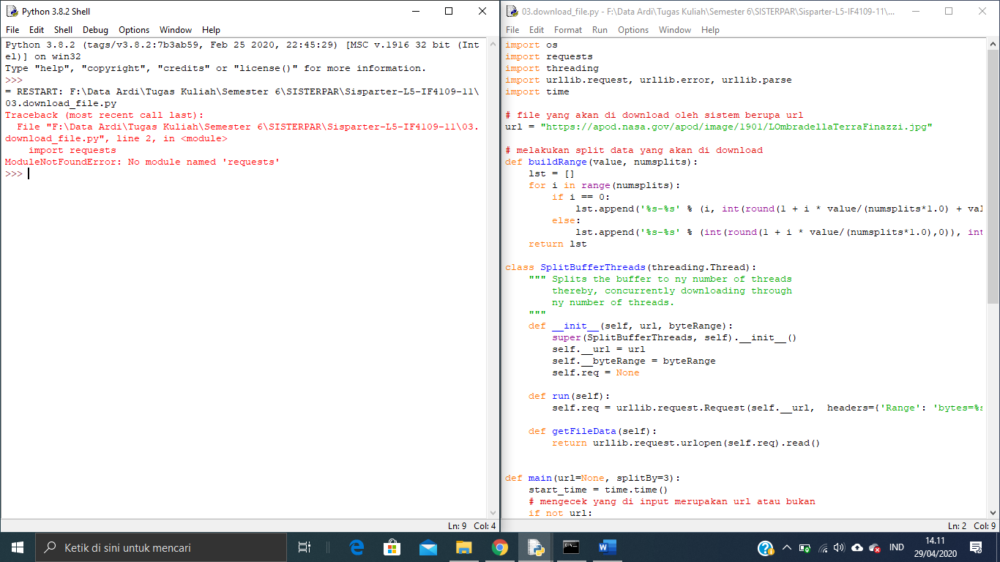 Python 3.8.2 Shell
File Edit Shell Debug Options Window Help
Python 3.8.2 (tags/v3.8.2:7b3ab59, Feb 25 2020, 22:45:29) [MSC v.1916 32 bit (Int
el)] on win32
Type "help", "copyright", "credits" or "license()" for more information.
>>>
= RESTART: F:\Data Ardi\Tugas Kuliah\Semester 6\SISTERPAR\Sisparter-L5-IF4109-11\
03.download_file.py
Traceback (most recent call last):
  File "F:\Data Ardi\Tugas Kuliah\Semester 6\SISTERPAR\Sisparter-L5-IF4109-11\03.
download_file.py", line 2, in <module>
    import requests
ModuleNotFoundError: No module named 'requests'
>>>
Ln: 9 Col: 4
03.download_file.py - F:\Data Ardi\Tugas Kuliah\Semester 6\SISTERPAR\Sisparter-L5-IF4109-11\...
File Edit Format Run Options Window Help
import os
import requests
import threading
import urllib.request, urllib.error, urllib.parse
import time
# file yang akan di download oleh sistem berupa url
url = "https://apod.nasa.gov/apod/image/1901/LOmbradellaTerraFinazzi.jpg"
# melakukan split data yang akan di download
def buildRange(value, numsplits):
    lst = []
    for i in range(numsplits):
        if i == 0:
            lst.append('%s-%s' % (i, int(round(1 + i * value/(numsplits*1.0) + val
        else:
            lst.append('%s-%s' % (int(round(1 + i * value/(numsplits*1.0),0)), int
    return lst
class SplitBufferThreads(threading.Thread):
    """ Splits the buffer to ny number of threads
        thereby, concurrently downloading through
        ny number of threads.
    """
    def __init__(self, url, byteRange):
        super(SplitBufferThreads, self).__init__()
        self.__url = url
        self.__byteRange = byteRange
        self.req = None
    def run(self):
        self.req = urllib.request.Request(self.__url,  headers={'Range': 'bytes=%s
    def getFileData(self):
        return urllib.request.urlopen(self.req).read()
def main(url=None, splitBy=3):
    start_time = time.time()
    # mengecek yang di input merupakan url atau bukan
    if not url:
Ln: 2 Col: 9
Ketik di sini untuk mencari
IND
14.11
29/04/2020